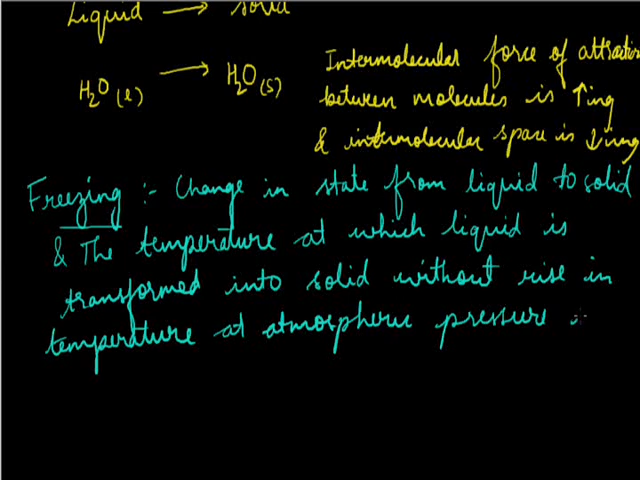 Liquid → solid
H₂O (l) → H₂O (s)
Intermolecular force of attraction
between molecules is ↑ing
& intermolecular space is ↓ing
Freezing :- Change in state from liquid to solid
& The temperature at which liquid is
transformed into solid without rise in
temperature at atmospheric pressure